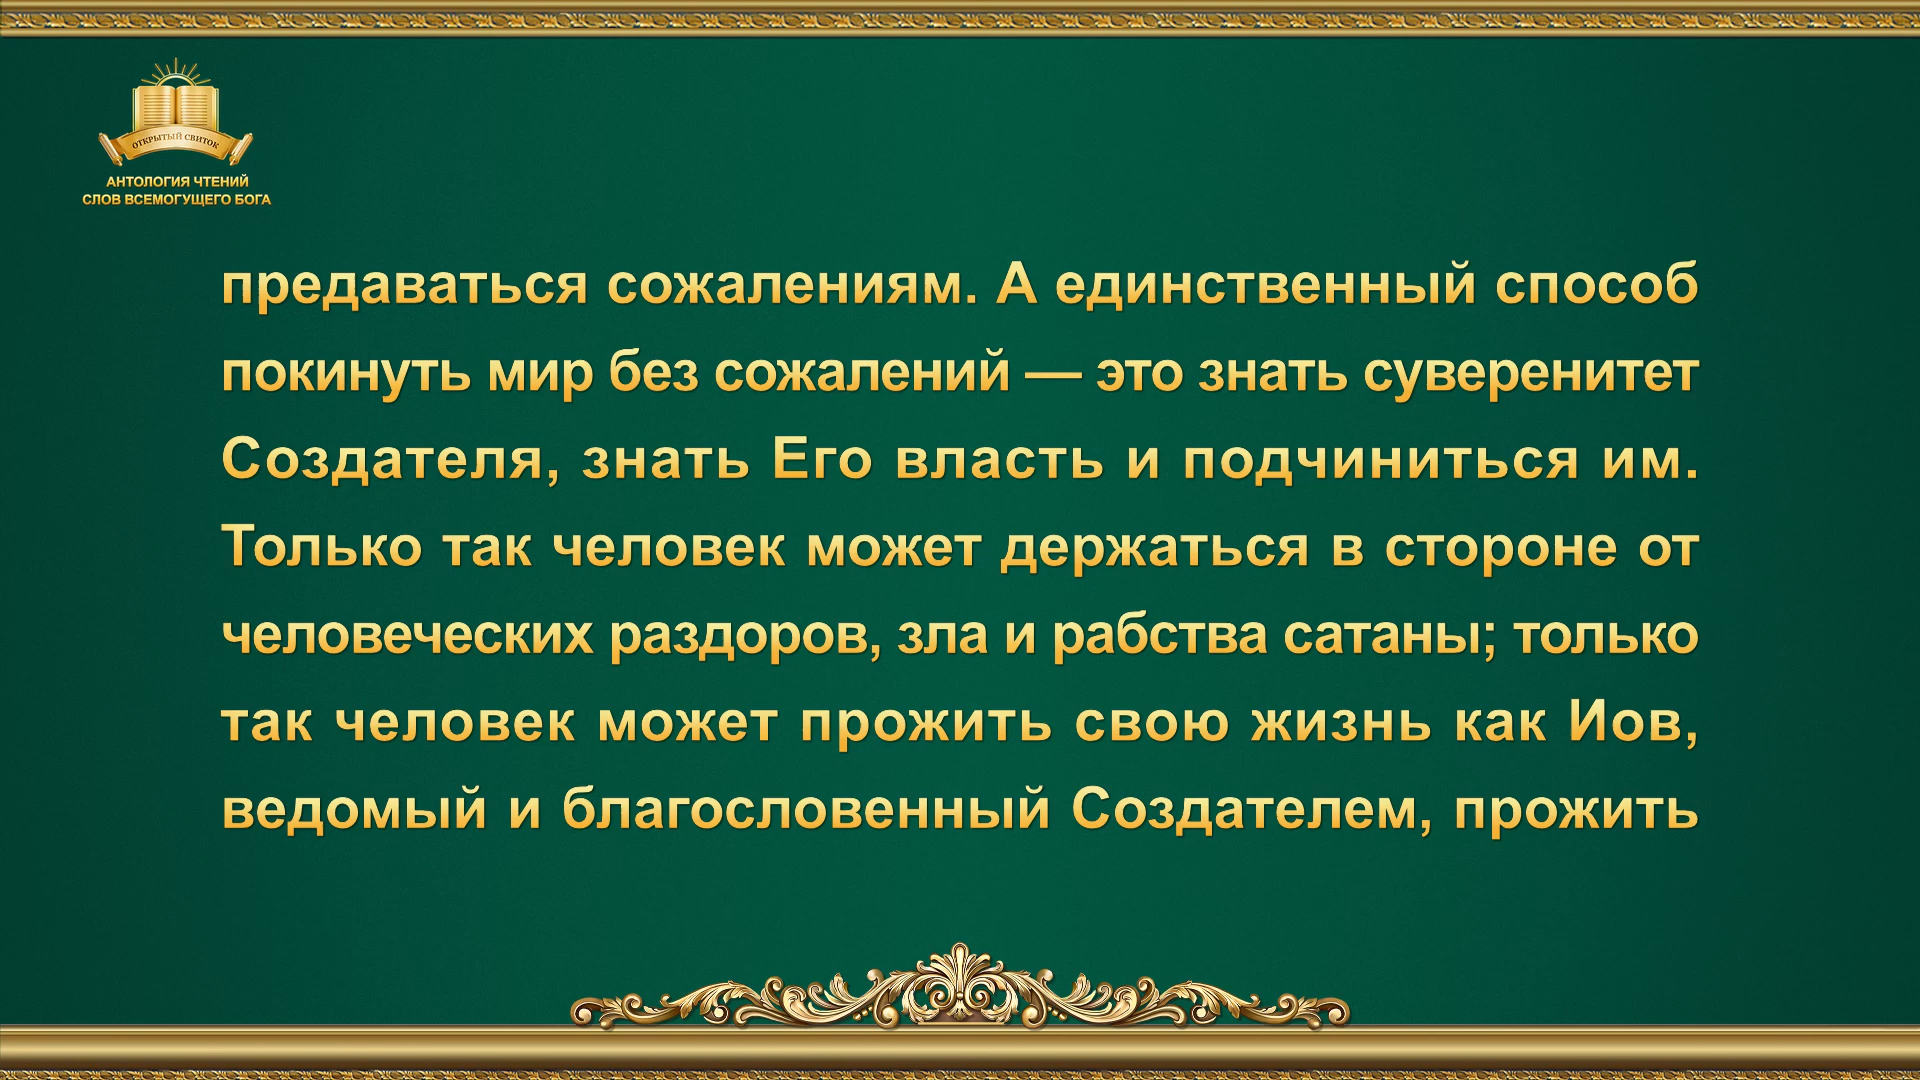 ОТКРЫТЫЙ СВИТОК
АНТОЛОГИЯ ЧТЕНИЙ
СЛОВ ВСЕМОГУЩЕГО БОГА
предаваться сожалениям. А единственный способ
покинуть мир без сожалений — это знать суверенитет
Создателя, знать Его власть и подчиниться им.
Только так человек может держаться в стороне от
человеческих раздоров, зла и рабства сатаны; только
так человек может прожить свою жизнь как Иов,
ведомый и благословенный Создателем, прожить